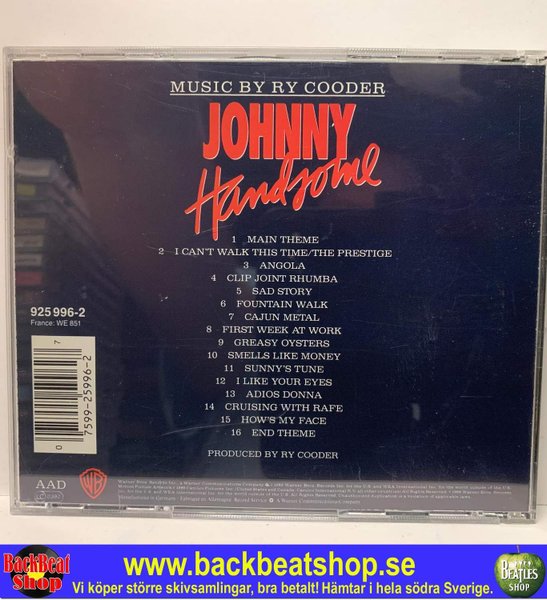 MUSIC BY RY COODER
JOHNNY
Handsome
1 MAIN THEME
2 I CAN'T WALK THIS TIME/THE PRESTIGE
3 ANGOLA
4 CLIP JOINT RHUMBA
5 SAD STORY
6 FOUNTAIN WALK
7 CAJUN METAL
8 FIRST WEEK AT WORK
9 GREASY OYSTERS
10 SMELLS LIKE MONEY
11 SUNNY'S TUNE
12 I LIKE YOUR EYES
13 ADIOS DONNA
14 CRUISING WITH RAFE
15 HOW'S MY FACE
16 END THEME
PRODUCED BY RY COODER
925 996-2
France: WE 851
0 7599-25996-2 7
AAD
BackBeat
Shop
www.backbeatshop.se
Vi köper större skivsamlingar, bra betalt! Hämtar i hela södra Sverige.
BEATLES
SHOP